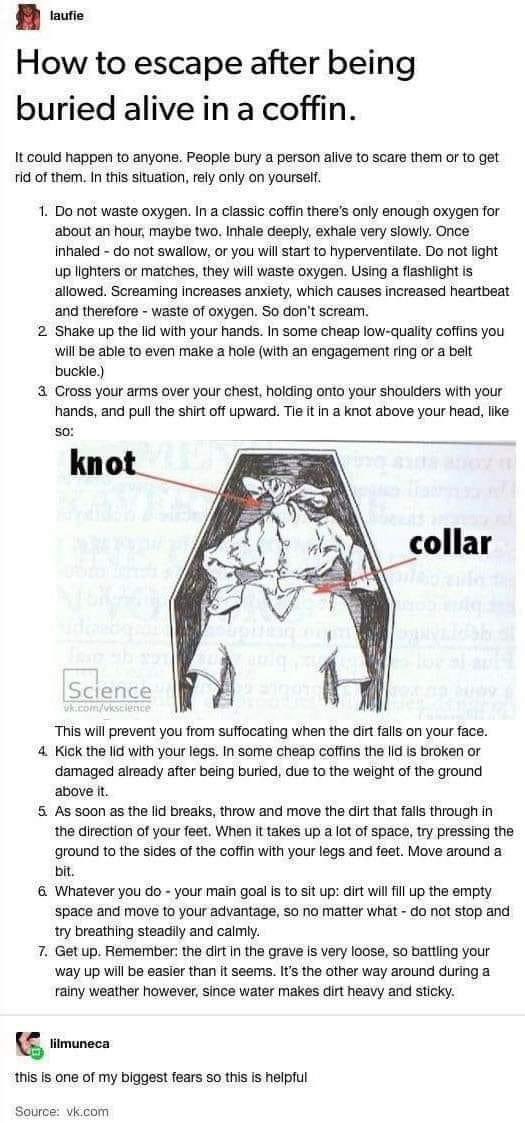 laufie
How to escape after being
buried alive in a coffin.
It could happen to anyone. People bury a person alive to scare them or to get
rid of them. In this situation, rely only on yourself.
1. Do not waste oxygen. In a classic coffin there's only enough oxygen for
about an hour, maybe two. Inhale deeply, exhale very slowly. Once
inhaled - do not swallow, or you will start to hyperventilate. Do not light
up lighters or matches, they will waste oxygen. Using a flashlight is
allowed. Screaming increases anxiety, which causes increased heartbeat
and therefore - waste of oxygen. So don't scream.
2. Shake up the lid with your hands. In some cheap low-quality coffins you
will be able to even make a hole (with an engagement ring or a belt
buckle.)
3. Cross your arms over your chest, holding onto your shoulders with your
hands, and pull the shirt off upward. Tie it in a knot above your head, like
so:
knot
collar
Science
vk.com/vkscience
This will prevent you from suffocating when the dirt falls on your face.
4. Kick the lid with your legs. In some cheap coffins the lid is broken or
damaged already after being buried, due to the weight of the ground
above it.
5. As soon as the lid breaks, throw and move the dirt that falls through in
the direction of your feet. When it takes up a lot of space, try pressing the
ground to the sides of the coffin with your legs and feet. Move around a
bit.
6. Whatever you do - your main goal is to sit up: dirt will fill up the empty
space and move to your advantage, so no matter what - do not stop and
try breathing steadily and calmly.
7. Get up. Remember: the dirt in the grave is very loose, so battling your
way up will be easier than it seems. It's the other way around during a
rainy weather however, since water makes dirt heavy and sticky.
lilmuneca
this is one of my biggest fears so this is helpful
Source: vk.com